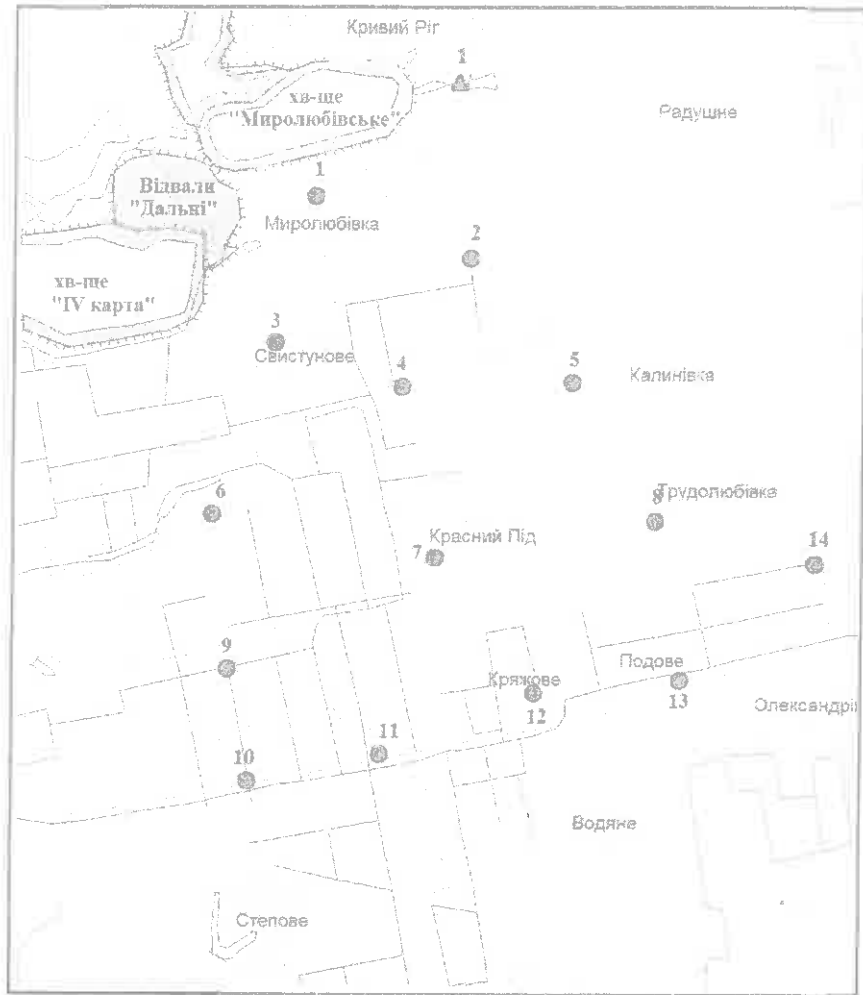 Кривий Ріг
1
хв-ще
"Миролюбівське"
Радушне
1
Відвали
"Дальні"
Миролюбівка
2
хв-ще
"IV карта"
3
Свистунове
4
5
Калинівка
6
Трудолюбівка
8
Красний Під
7
14
9
Подове
Кряжове
13
12
Олександрі
11
10
Водяне
Степове